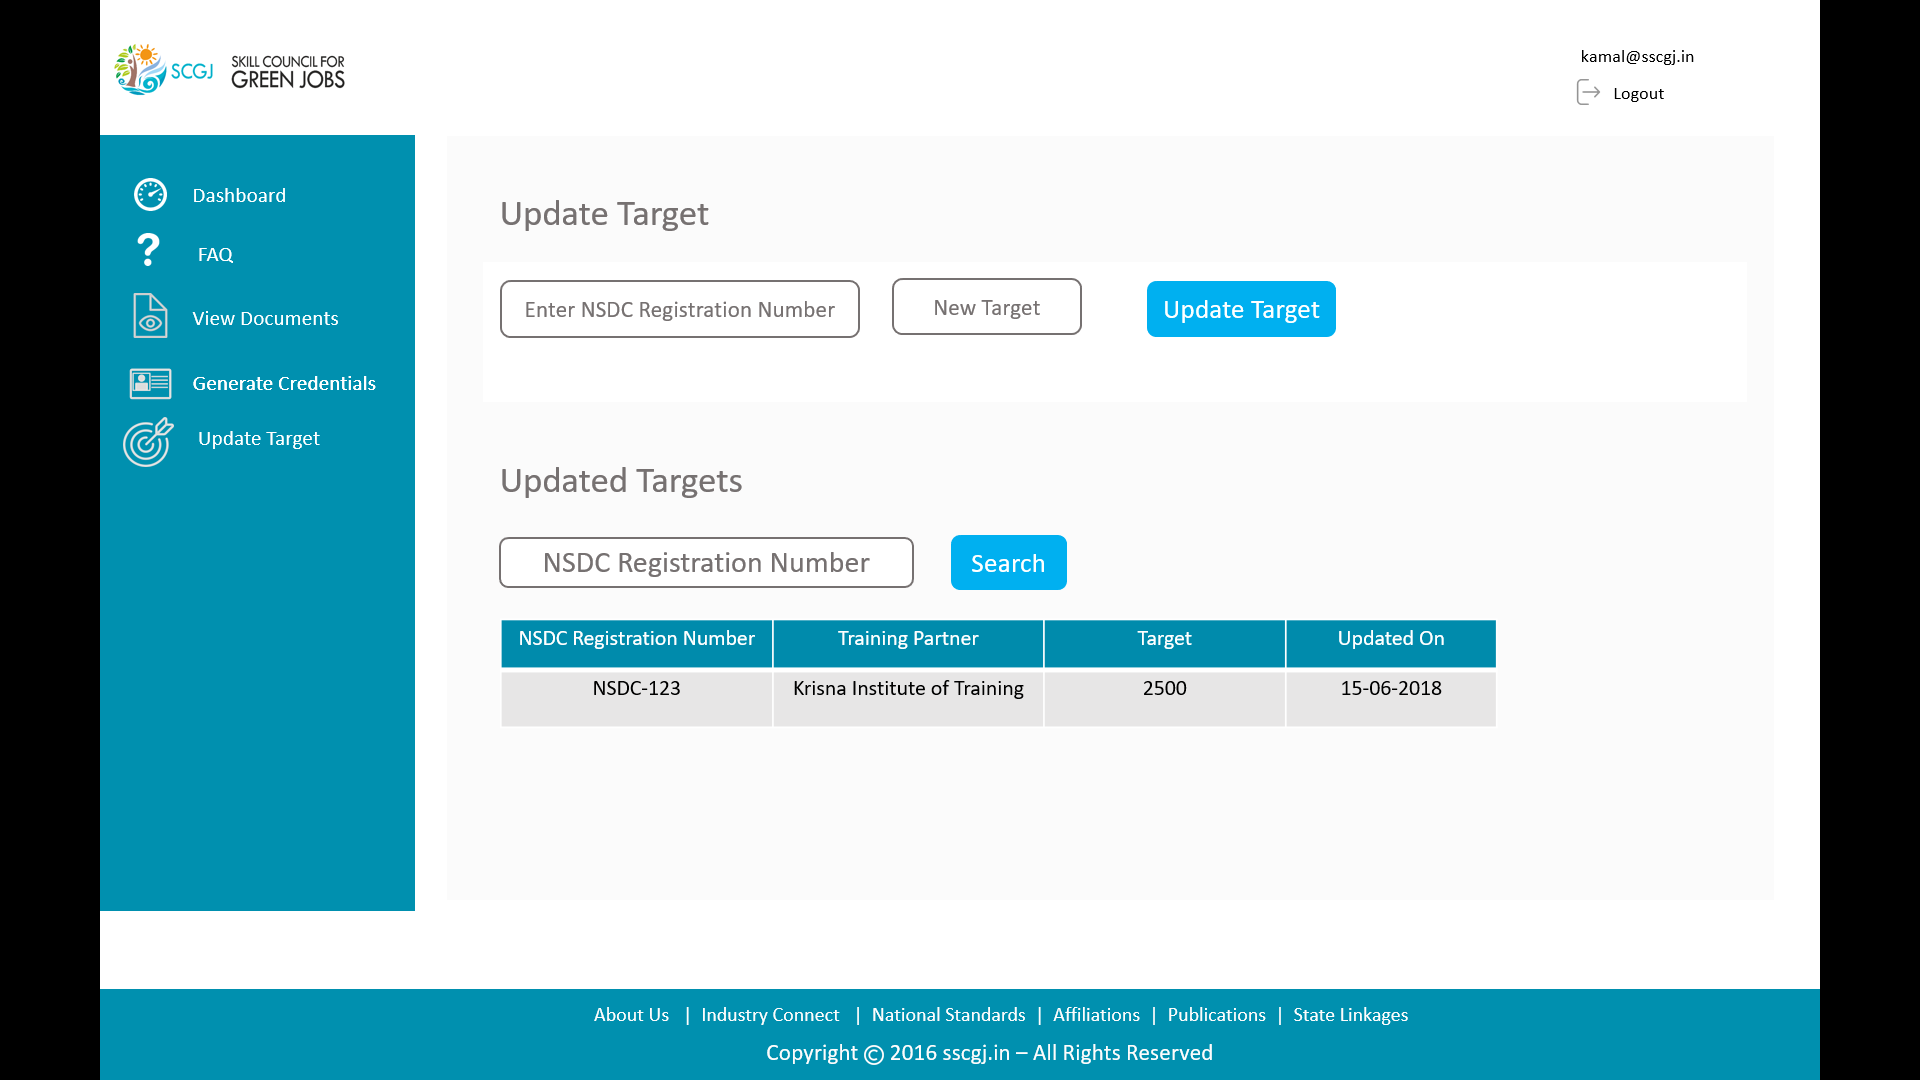 SCGJ
SKILL COUNCIL FOR
GREEN JOBS
kamal@sscgj.in
Logout
Dashboard
FAQ
View Documents
Generate Credentials
Update Target
Update Target
Enter NSDC Registration Number
New Target
Update Target
Updated Targets
NSDC Registration Number
Search
NSDC Registration Number Training Partner Target Updated On
NSDC-123 Krisna Institute of Training 2500 15-06-2018
About Us | Industry Connect | National Standards | Affiliations | Publications | State Linkages
Copyright © 2016 sscgj.in – All Rights Reserved